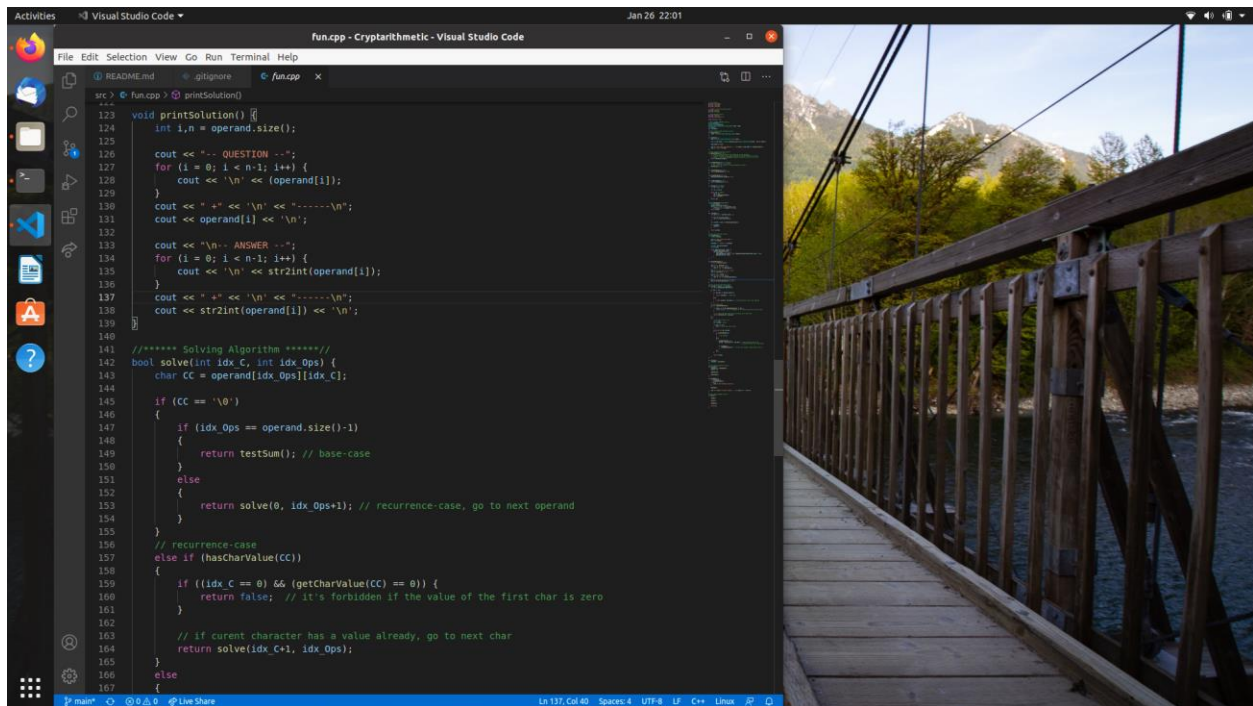 Activities Visual Studio Code Jan 26 22:01
fun.cpp - Cryptarithmetic - Visual Studio Code
File Edit Selection View Go Run Terminal Help
README.md .gitignore fun.cpp
src > fun.cpp > printSolution()
122
123 void printSolution() {
124 int i,n = operand.size();
125
126 cout << "-- QUESTION --";
127 for (i = 0; i < n-1; i++) {
128 cout << '\n' << (operand[i]);
129 }
130 cout << " +" << '\n' << "------\n";
131 cout << operand[i] << '\n';
132
133 cout << "\n-- ANSWER --";
134 for (i = 0; i < n-1; i++) {
135 cout << '\n' << str2int(operand[i]);
136 }
137 cout << " +" << '\n' << "------\n";
138 cout << str2int(operand[i]) << '\n';
139 }
140
141 //****** Solving Algorithm ******//
142 bool solve(int idx_C, int idx_Ops) {
143 char CC = operand[idx_Ops][idx_C];
144
145 if (CC == '\0')
146 {
147 if (idx_Ops == operand.size()-1)
148 {
149 return testSum(); // base-case
150 }
151 else
152 {
153 return solve(0, idx_Ops+1); // recurrence-case, go to next operand
154 }
155 }
156 // recurrence-case
157 else if (hasCharValue(CC))
158 {
159 if ((idx_C == 0) && (getCharValue(CC) == 0)) {
160 return false; // it's forbidden if the value of the first char is zero
161 }
162
163 // if curent character has a value already, go to next char
164 return solve(idx_C+1, idx_Ops);
165 }
166 else
167 {
main* 0 0 Live Share Ln 137, Col 40 Spaces: 4 UTF-8 LF C++ Linux